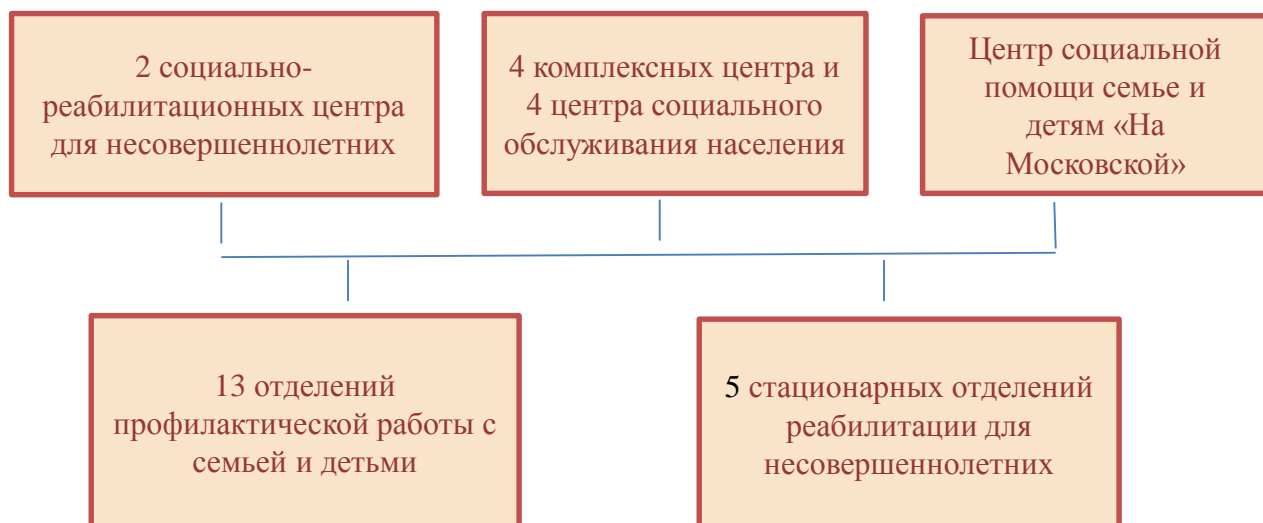 2 социально-
реабилитационных центра
для несовершеннолетних
4 комплексных центра и
4 центра социального
обслуживания населения
Центр социальной
помощи семье и
детям «На
Московской»
13 отделений
профилактической работы с
семьей и детьми
5 стационарных отделений
реабилитации для
несовершеннолетних